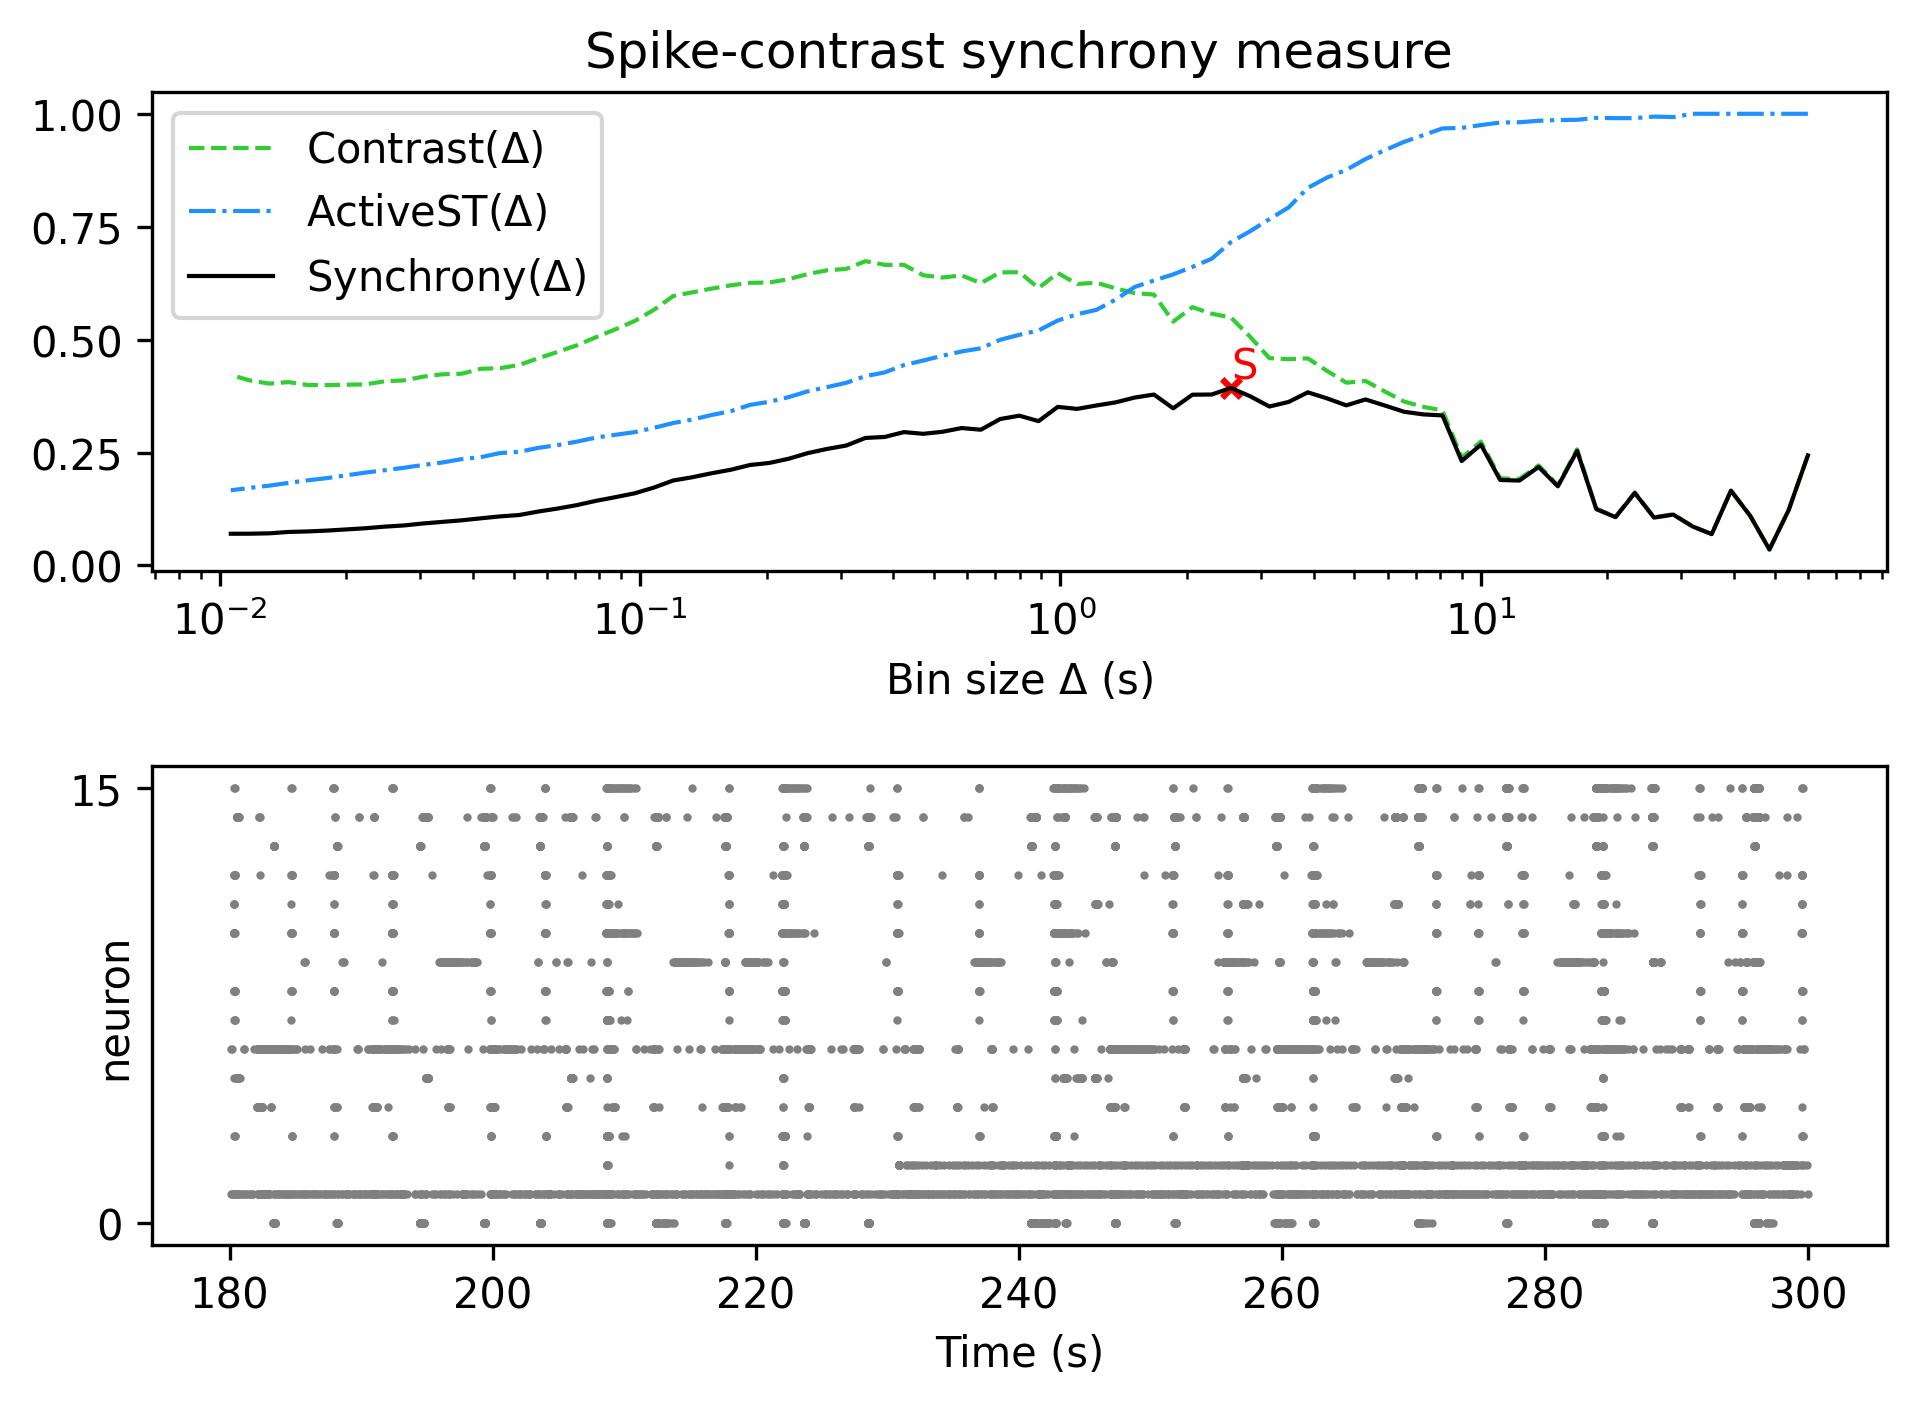 Spike-contrast synchrony measure
1.00
0.75
0.50
0.25
0.00
Contrast(Δ)
ActiveST(Δ)
Synchrony(Δ)
S
10⁻² 10⁻¹ 10⁰ 10¹
Bin size Δ (s)
15
0
neuron
180 200 220 240 260 280 300
Time (s)